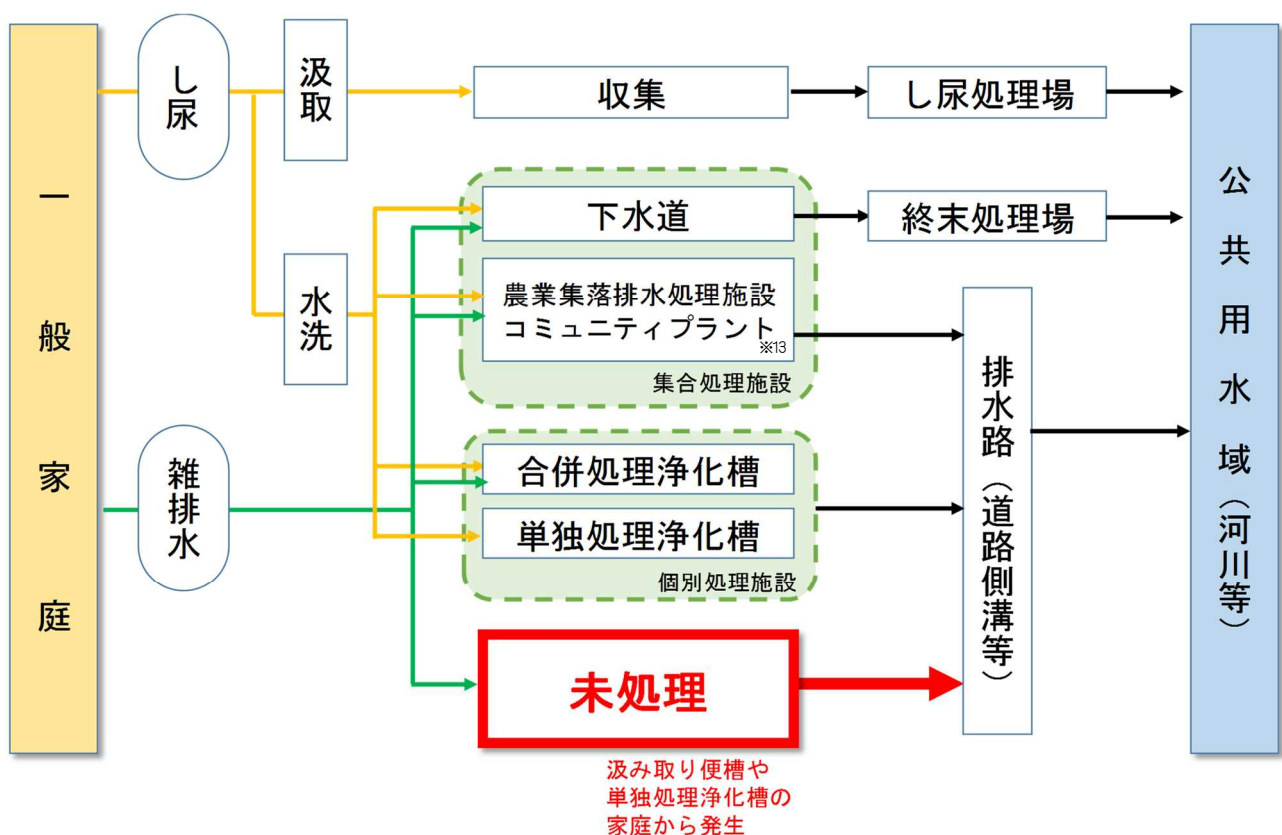 一般家庭
し尿
汲取
収集
し尿処理場
下水道
終末処理場
水洗
農業集落排水処理施設
コミュニティプラント
※13
集合処理施設
雑排水
合併処理浄化槽
単独処理浄化槽
個別処理施設
未処理
汲み取り便槽や
単独処理浄化槽の
家庭から発生
排水路（道路側溝等）
公共用水域（河川等）